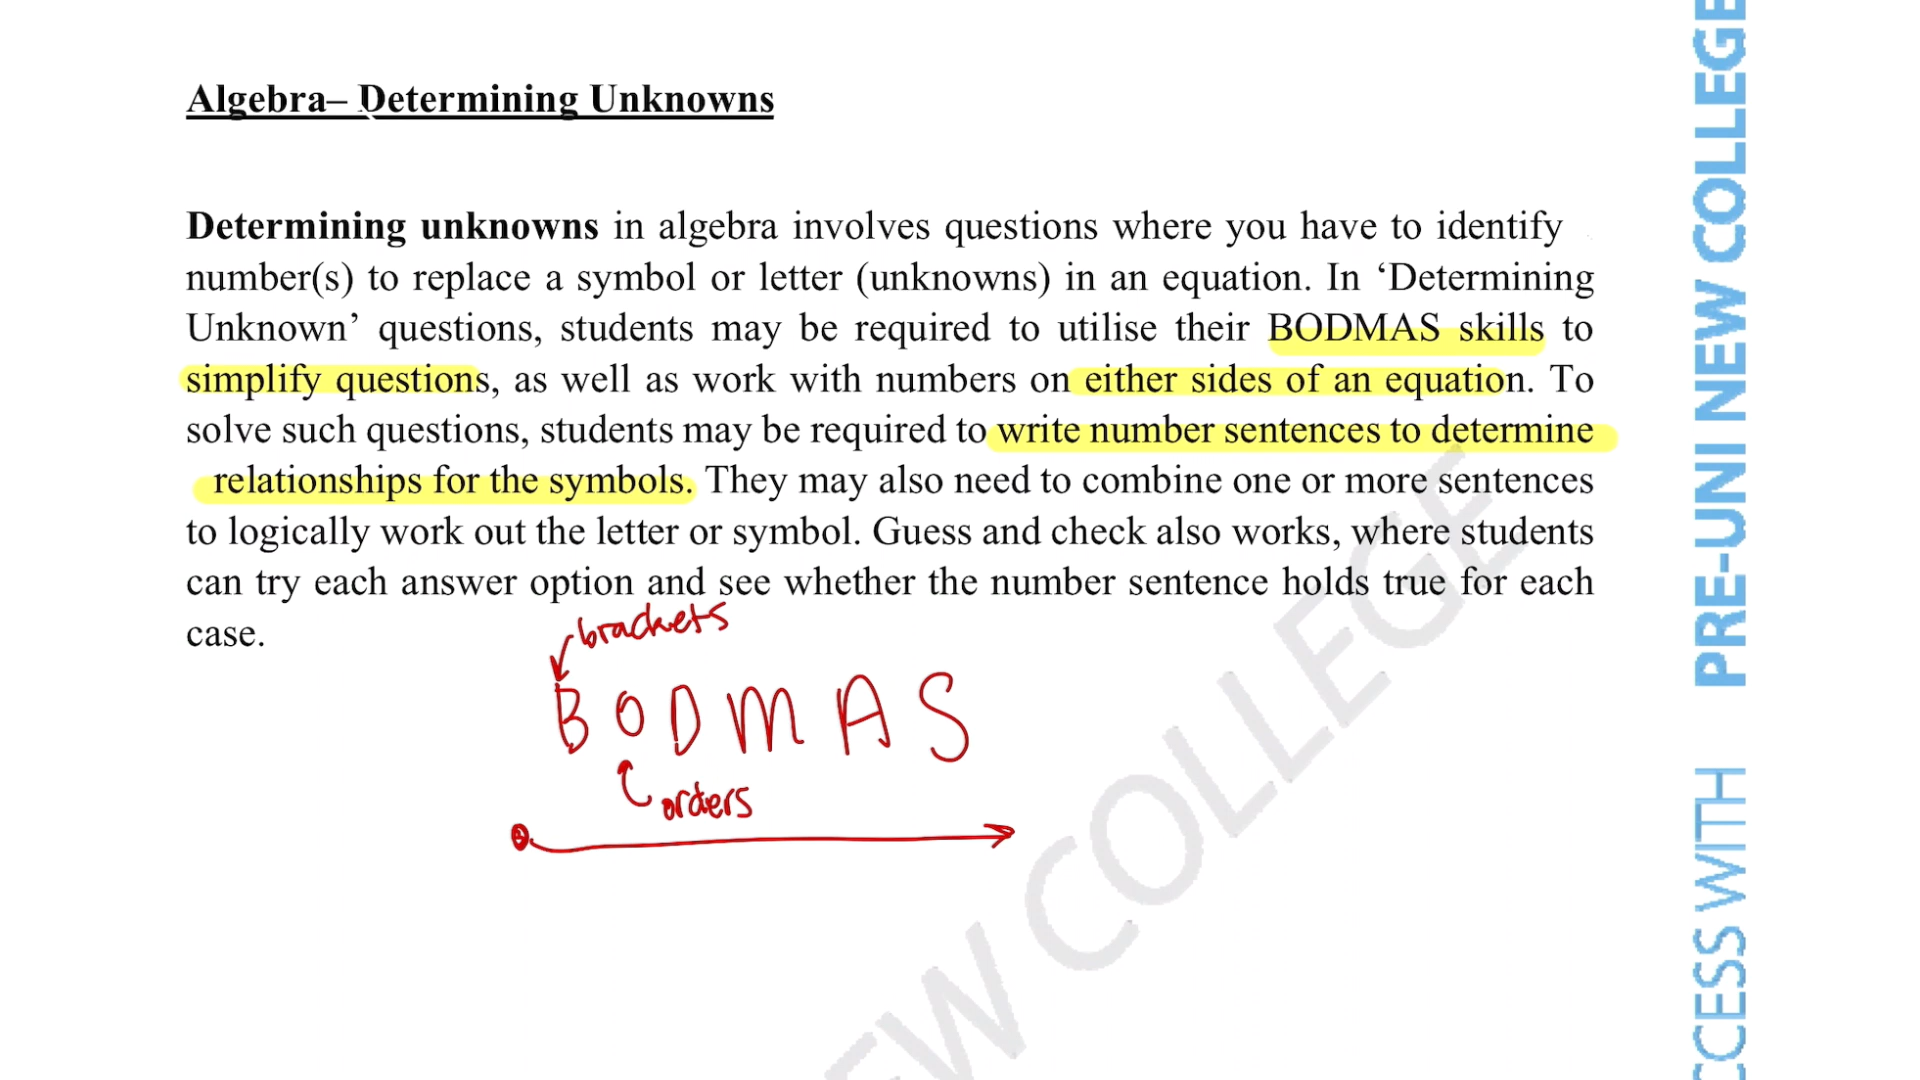 Algebra– Determining Unknowns
Determining unknowns in algebra involves questions where you have to identify
number(s) to replace a symbol or letter (unknowns) in an equation. In ‘Determining
Unknown’ questions, students may be required to utilise their BODMAS skills to
simplify questions, as well as work with numbers on either sides of an equation. To
solve such questions, students may be required to write number sentences to determine
relationships for the symbols. They may also need to combine one or more sentences
to logically work out the letter or symbol. Guess and check also works, where students
can try each answer option and see whether the number sentence holds true for each
case.
brackets
BODMAS
orders
EW COLLEGE
CCESS WITH PRE-UNI NEW COLLEGE